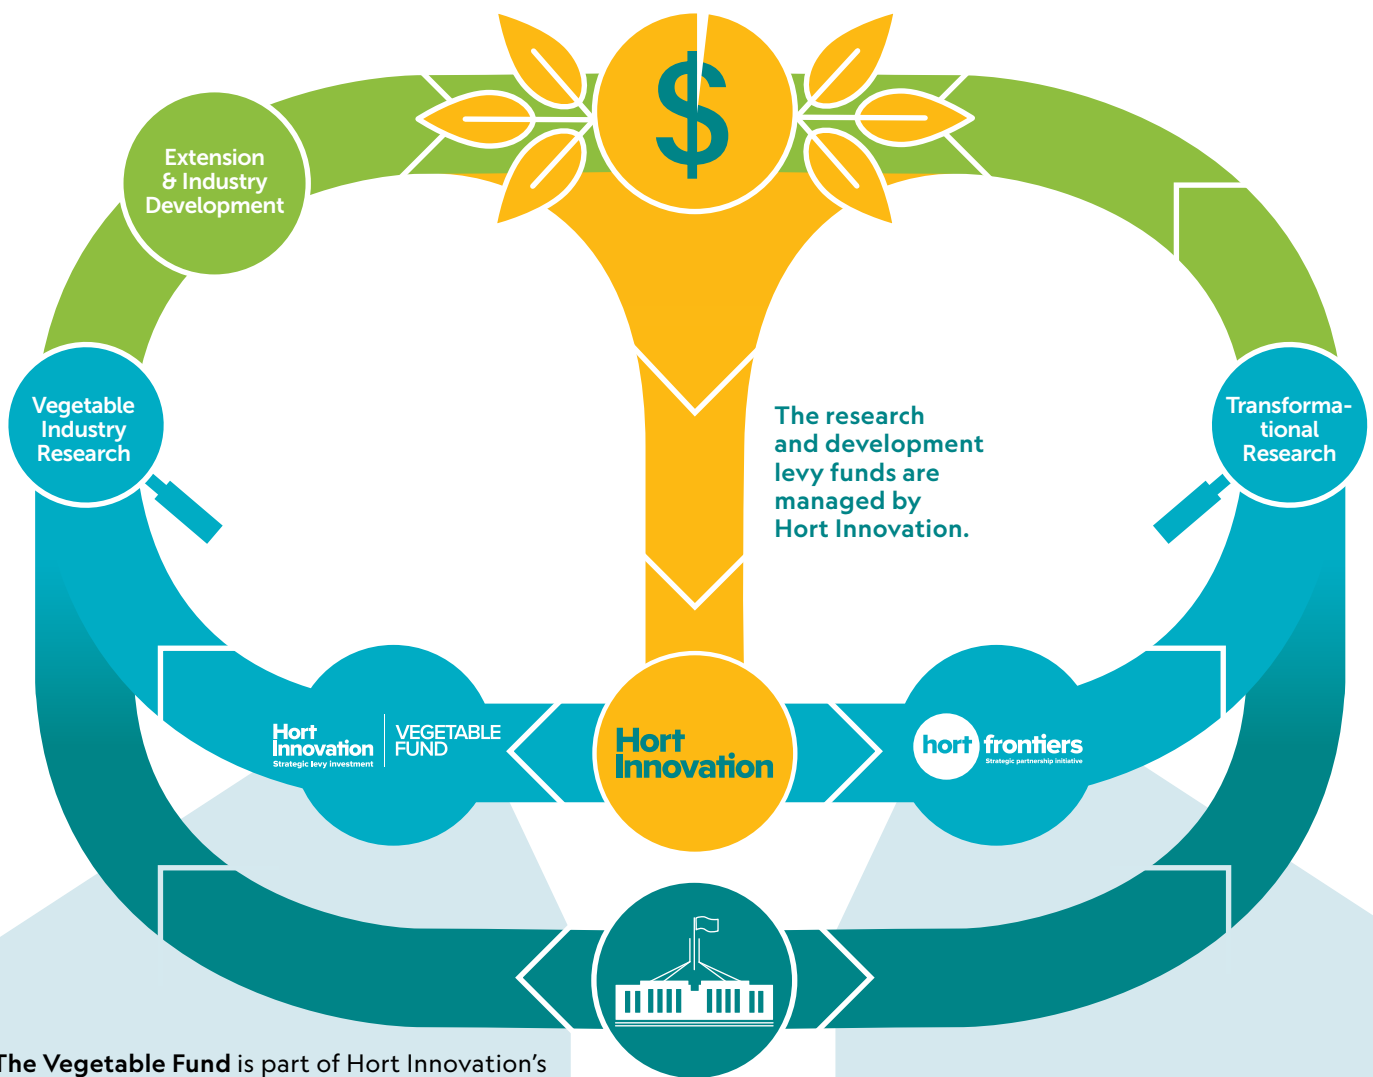 $
Extension
& Industry
Development
Vegetable
Industry
Research
Transforma-
tional
Research
The research
and development
levy funds are
managed by
Hort Innovation.
Hort
Innovation
Strategic levy investment
VEGETABLE
FUND
Hort
Innovation
hort frontiers
Strategic partnership initiative
The Vegetable Fund is part of Hort Innovation's